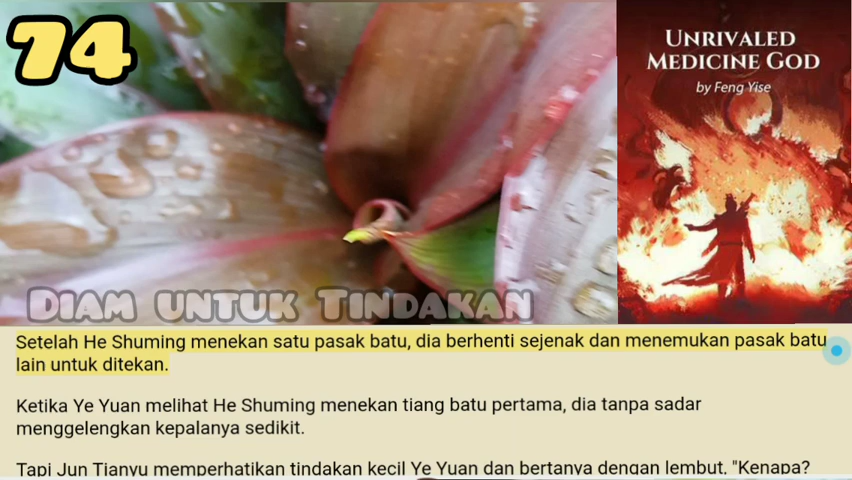 74
UNRIVALED
MEDICINE GOD
by Feng Yise
DIAM UNTUK TINDAKAN
Setelah He Shuming menekan satu pasak batu, dia berhenti sejenak dan menemukan pasak batu
lain untuk ditekan.
Ketika Ye Yuan melihat He Shuming menekan tiang batu pertama, dia tanpa sadar
menggelengkan kepalanya sedikit.
Tapi Jun Tianyu memperhatikan tindakan kecil Ye Yuan dan bertanya dengan lembut, "Kenapa?